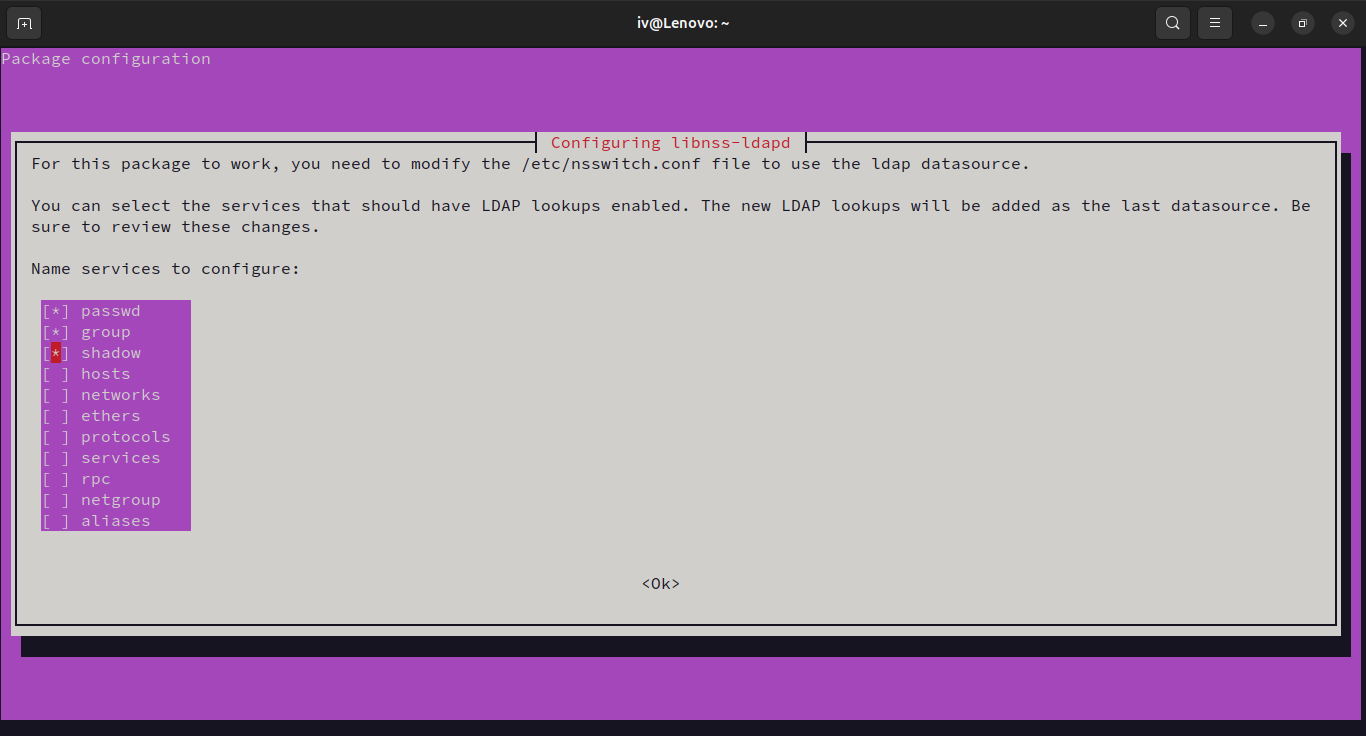 iv@Lenovo: ~
Package configuration
Configuring libnss-ldapd
For this package to work, you need to modify the /etc/nsswitch.conf file to use the ldap datasource.
You can select the services that should have LDAP lookups enabled. The new LDAP lookups will be added as the last datasource. Be
sure to review these changes.
Name services to configure:
[*] passwd
[*] group
[*] shadow
[ ] hosts
[ ] networks
[ ] ethers
[ ] protocols
[ ] services
[ ] rpc
[ ] netgroup
[ ] aliases
<Ok>